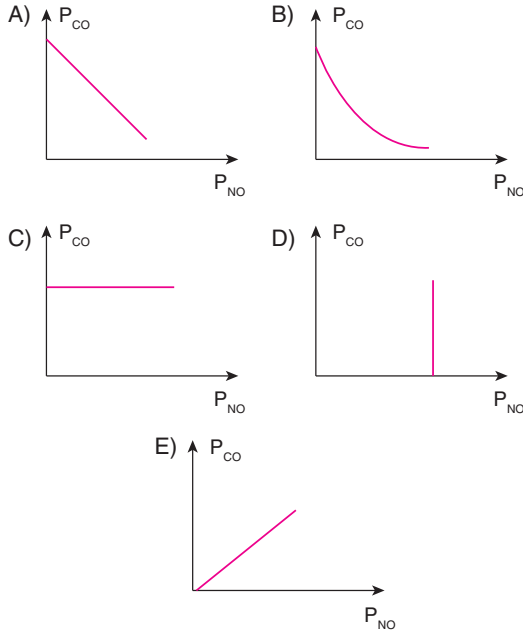 A) P_CO
P_NO
B) P_CO
P_NO
C) P_CO
P_NO
D) P_CO
P_NO
E) P_CO
P_NO